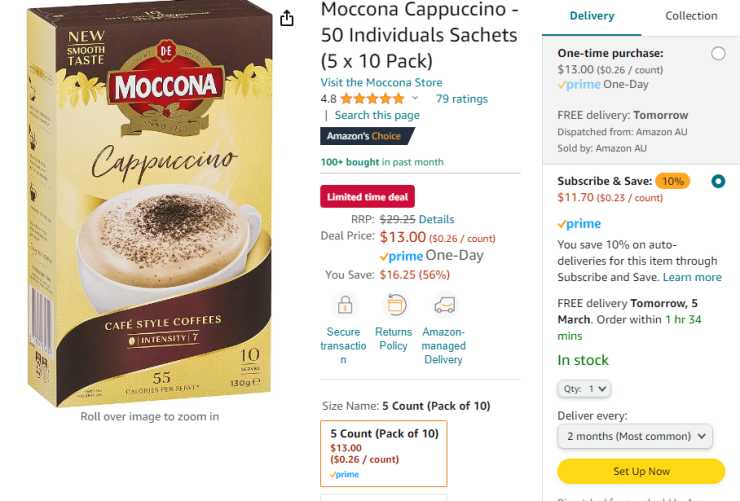 NEW
SMOOTH
TASTE
D·E
MOCCONA
Cappuccino
CAFÉ STYLE COFFEES
INTENSITY 7
10
55
CALORIES PER SERVE
130g e
Roll over image to zoom in
Moccona Cappuccino -
50 Individuals Sachets
(5 x 10 Pack)
Visit the Moccona Store
4.8 79 ratings
| Search this page
Amazon's Choice
100+ bought in past month
Limited time deal
RRP: $29.25 Details
Deal Price: $13.00 ($0.26 / count)
prime One-Day
You Save: $16.25 (56%)
Secure
transactio
n
Returns
Policy
Amazon-
managed
Delivery
Size Name: 5 Count (Pack of 10)
5 Count (Pack of 10)
$13.00
($0.26 / count)
prime
Delivery Collection
One-time purchase:
$13.00 ($0.26 / count)
prime One-Day
FREE delivery: Tomorrow
Dispatched from: Amazon AU
Sold by: Amazon AU
Subscribe & Save: 10%
$11.70 ($0.23 / count)
prime
You save 10% on auto-
deliveries for this item through
Subscribe and Save. Learn more
FREE delivery Tomorrow, 5
March. Order within 1 hr 34
mins
In stock
Qty: 1
Deliver every:
2 months (Most common)
Set Up Now